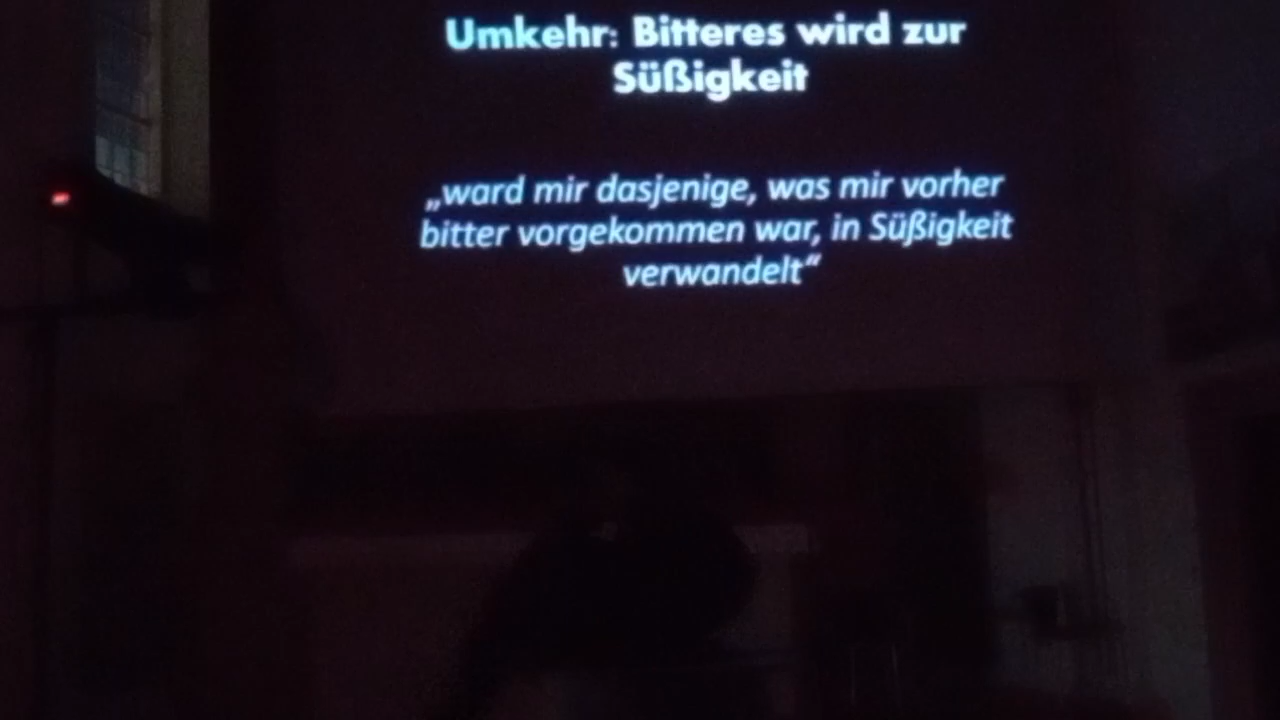 Umkehr: Bitteres wird zur
Süßigkeit
„ward mir dasjenige, was mir vorher
bitter vorgekommen war, in Süßigkeit
verwandelt“